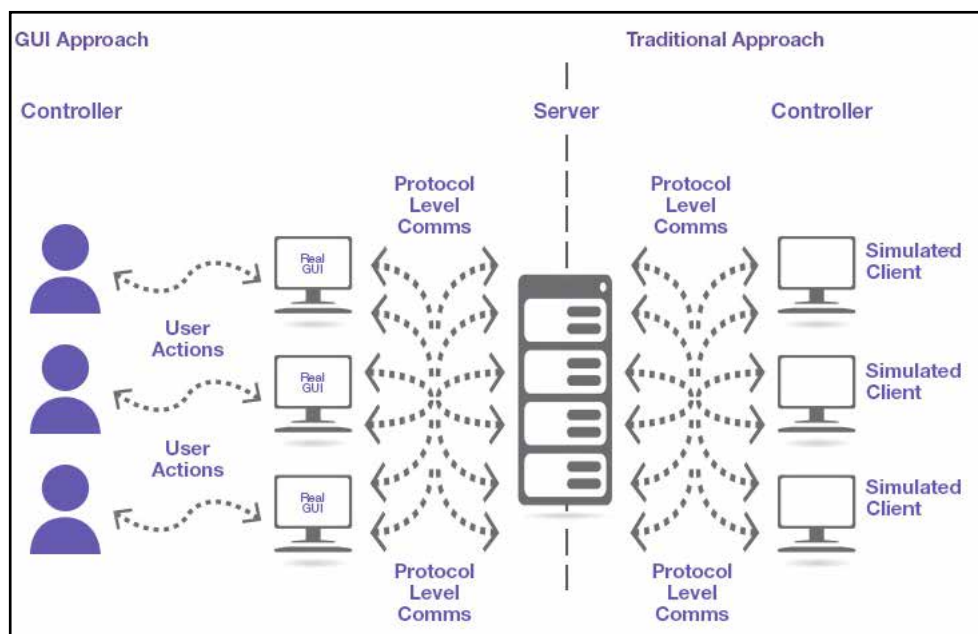 GUI Approach
Traditional Approach
Controller
Server
Controller
Protocol
Level
Comms
Protocol
Level
Comms
Real
GUI
Simulated
Client
User
Actions
Real
GUI
Simulated
Client
User
Actions
Real
GUI
Simulated
Client
Protocol
Level
Comms
Protocol
Level
Comms